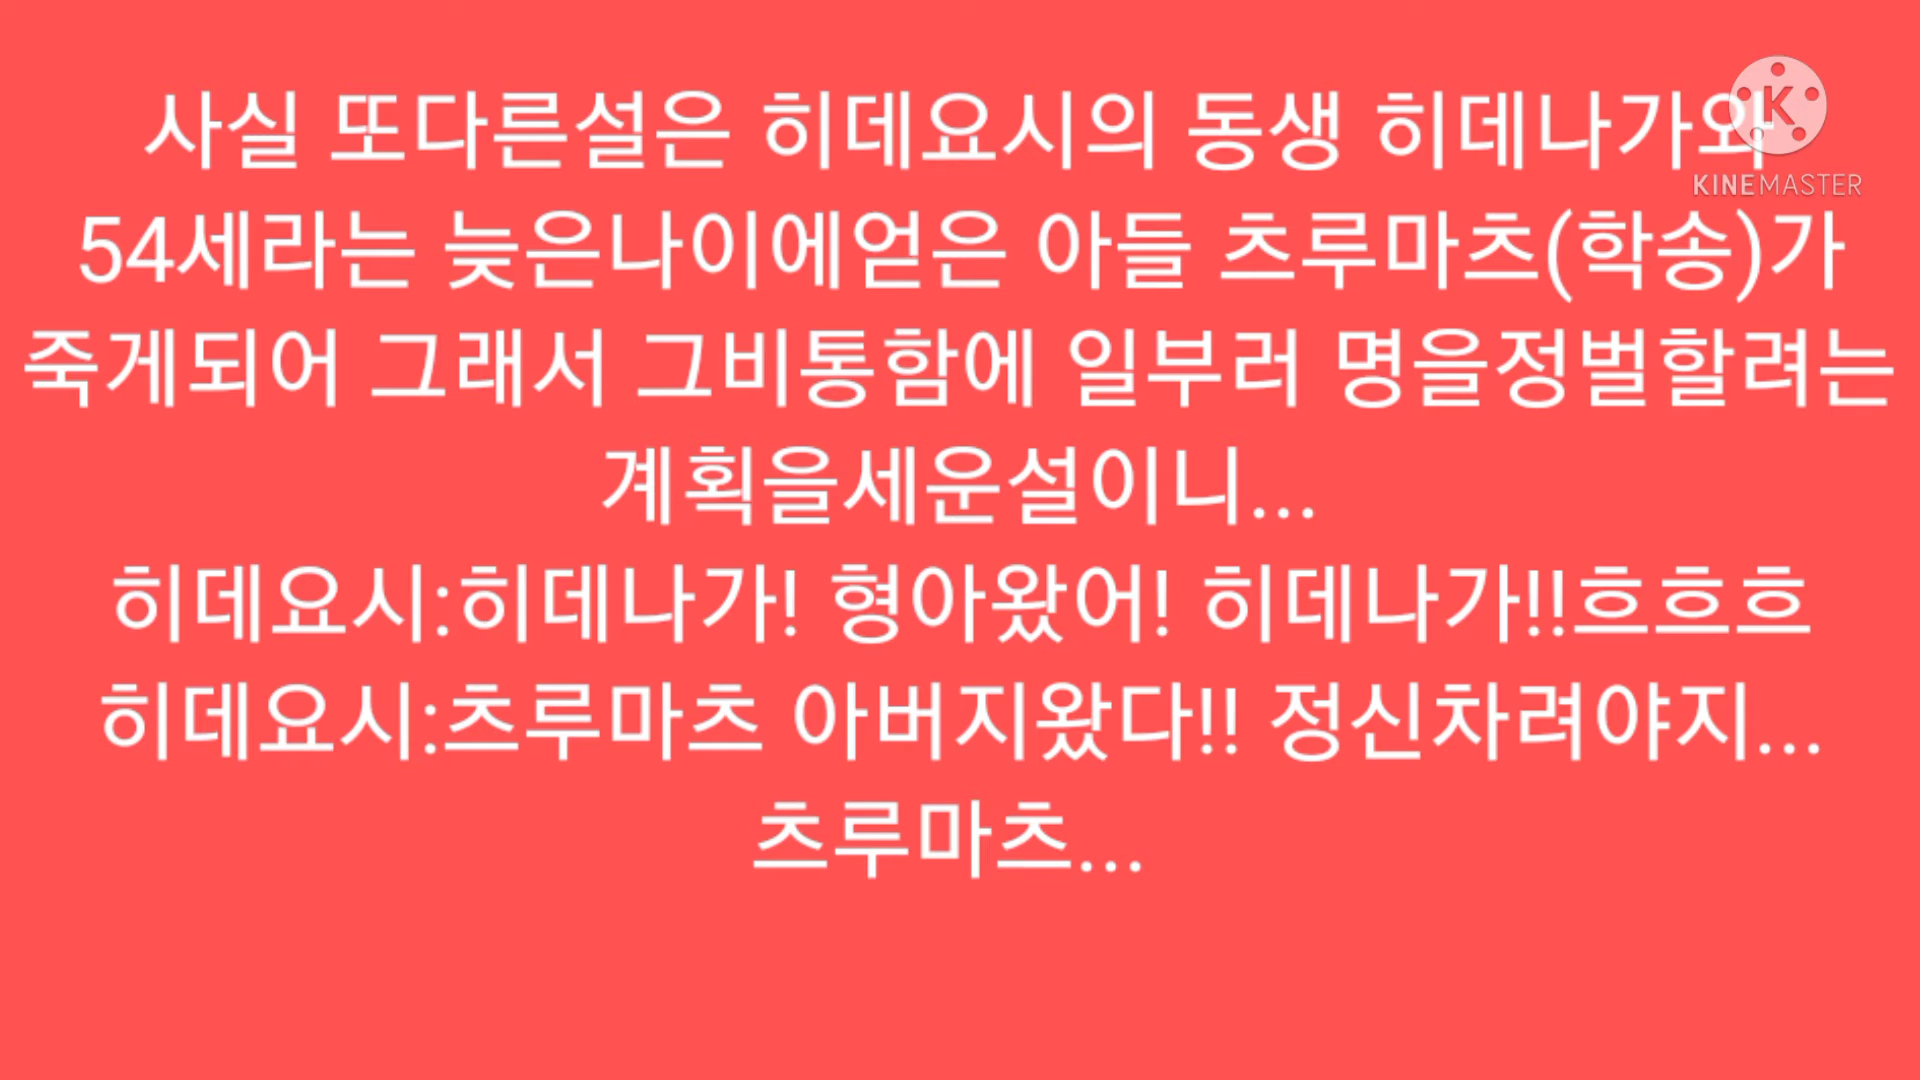 사실 또다른설은 히데요시의 동생 히데나가와
54세라는 늦은나이에얻은 아들 츠루마츠(학송)가
죽게되어 그래서 그비통함에 일부러 명을정벌할려는
계획을세운설이니...
히데요시:히데나가! 형아왔어! 히데나가!!흐흐흐
히데요시:츠루마츠 아버지왔다!! 정신차려야지...
츠루마츠...
K
KINEMASTER